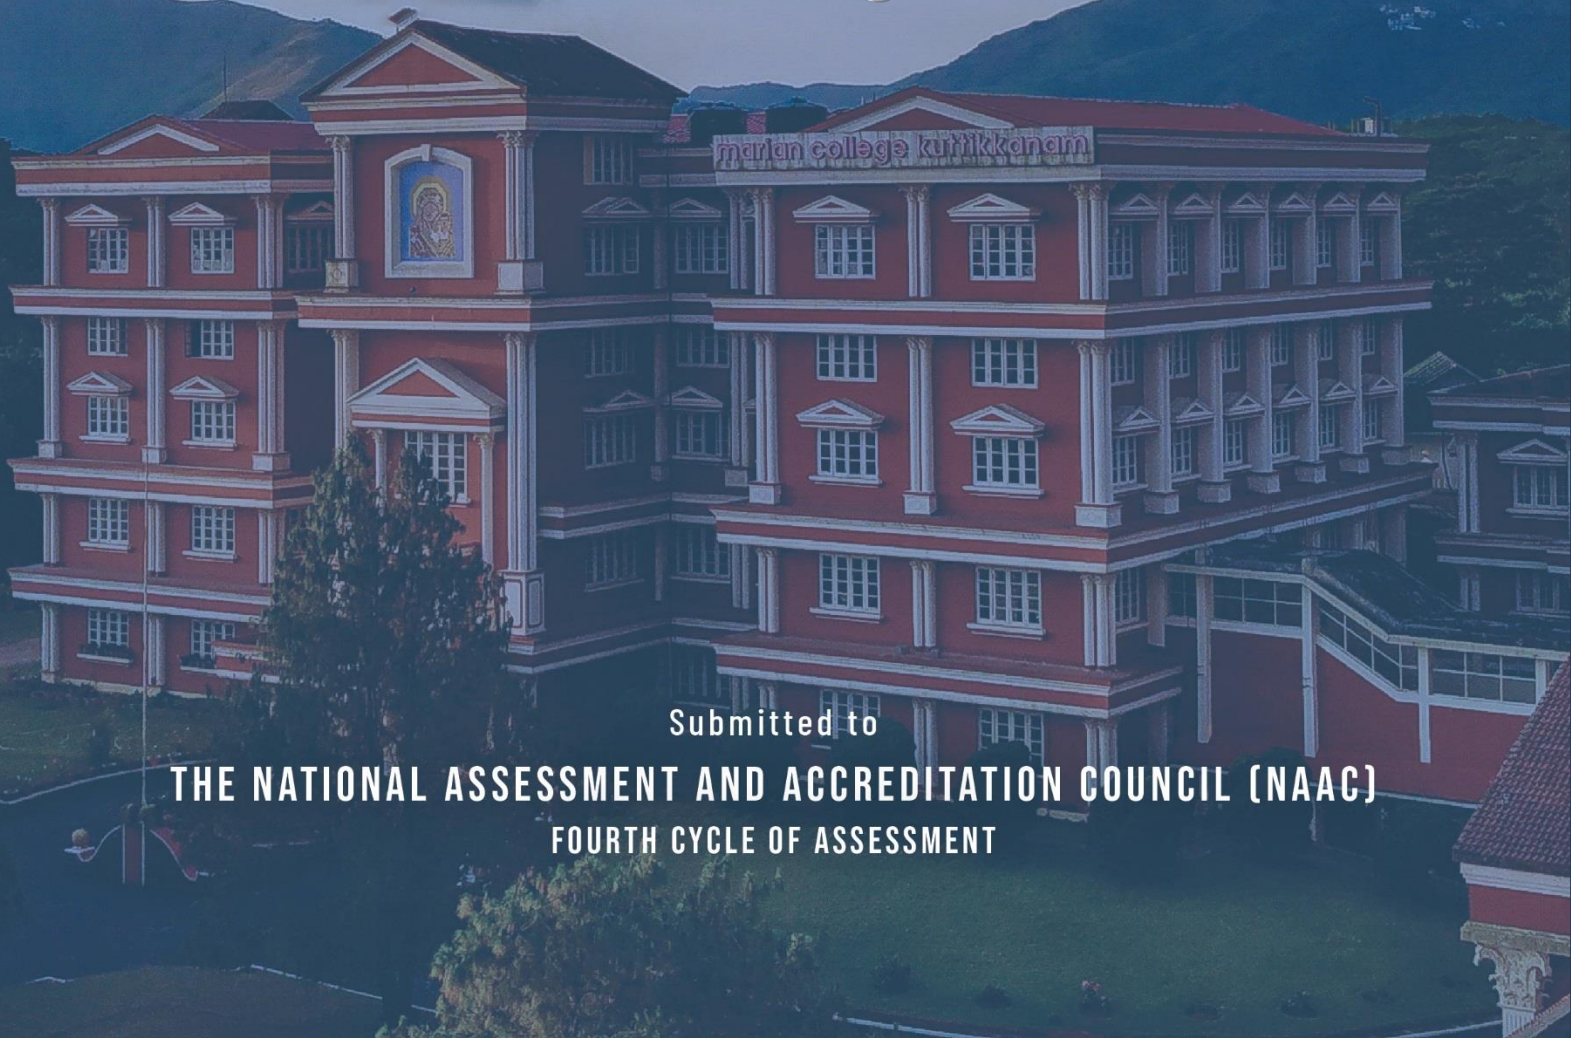 marian college kuttikkanam
Submitted to
THE NATIONAL ASSESSMENT AND ACCREDITATION COUNCIL (NAAC)
FOURTH CYCLE OF ASSESSMENT